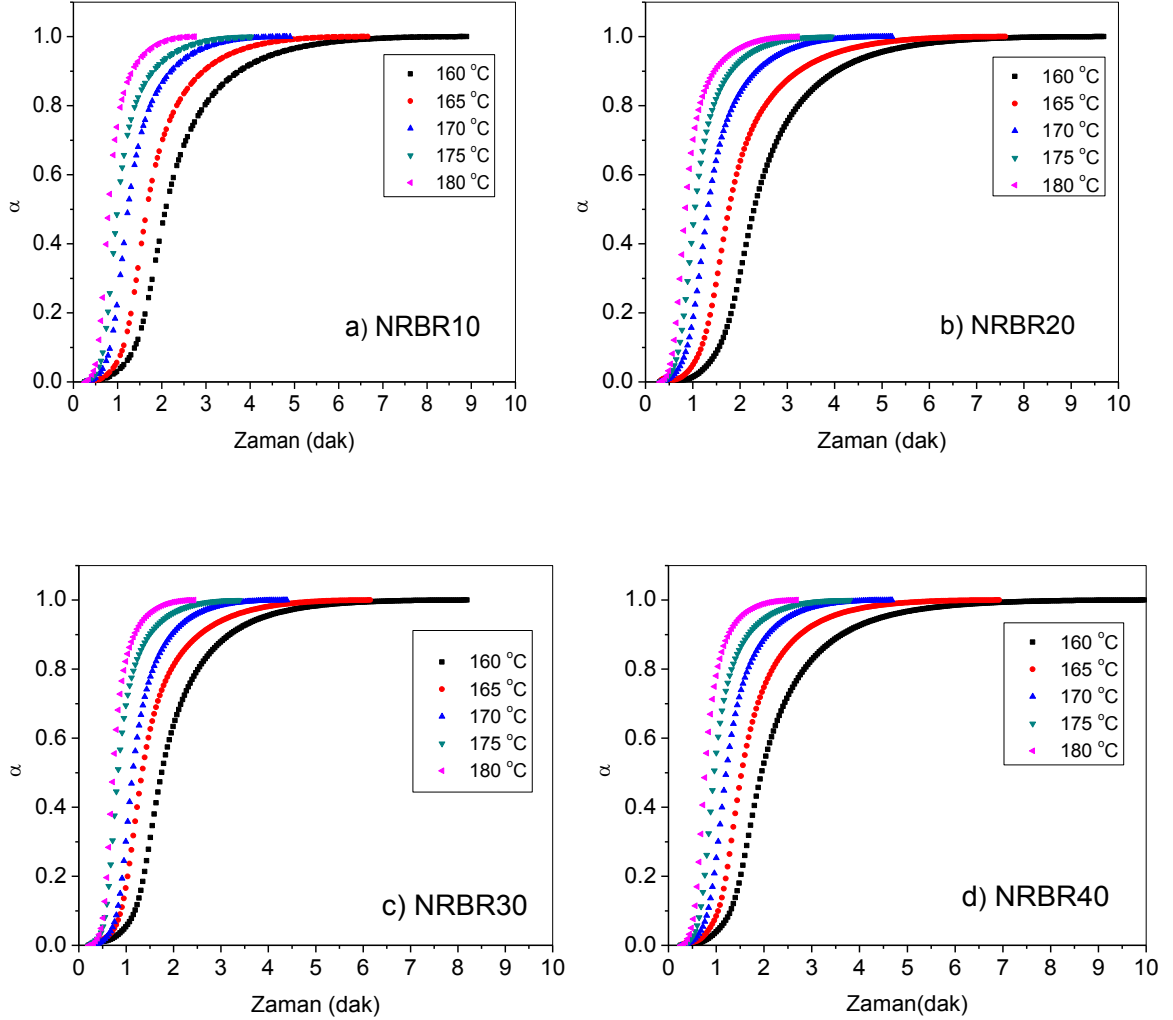 1.0
0.8
0.6
0.4
0.2
0.0
α
160 °C
165 °C
170 °C
175 °C
180 °C
a) NRBR10
0 1 2 3 4 5 6 7 8 9 10
Zaman (dak)
1.0
0.8
0.6
0.4
0.2
0.0
α
160 °C
165 °C
170 °C
175 °C
180 °C
b) NRBR20
0 1 2 3 4 5 6 7 8 9 10
Zaman (dak)
1.0
0.8
0.6
0.4
0.2
0.0
α
160 °C
165 °C
170 °C
175 °C
180 °C
c) NRBR30
0 1 2 3 4 5 6 7 8 9 10
Zaman (dak)
1.0
0.8
0.6
0.4
0.2
0.0
α
160 °C
165 °C
170 °C
175 °C
180 °C
d) NRBR40
0 1 2 3 4 5 6 7 8 9 10
Zaman(dak)